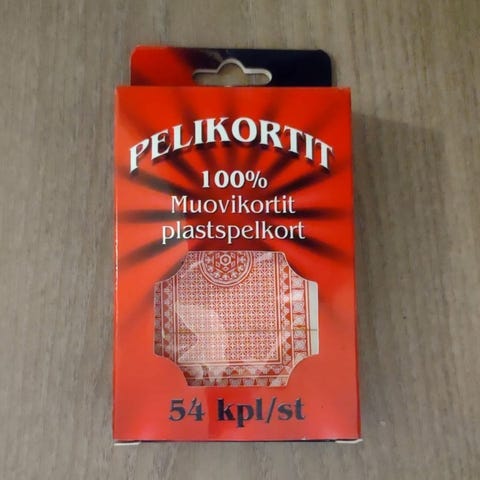 PELIKORTIT
100%
Muovikortit
plastspelkort
54 kpl/st